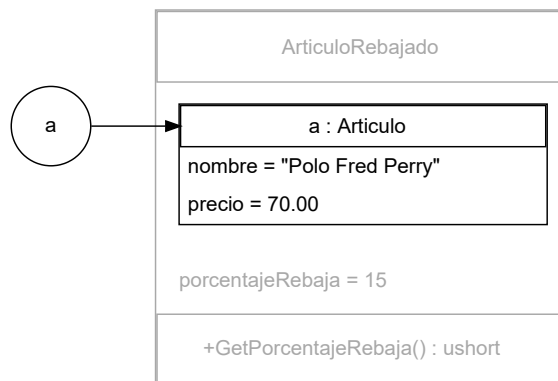 ArticuloRebajado
a
a : Articulo
nombre = "Polo Fred Perry"
precio = 70.00
porcentajeRebaja = 15
+GetPorcentajeRebaja() : ushort